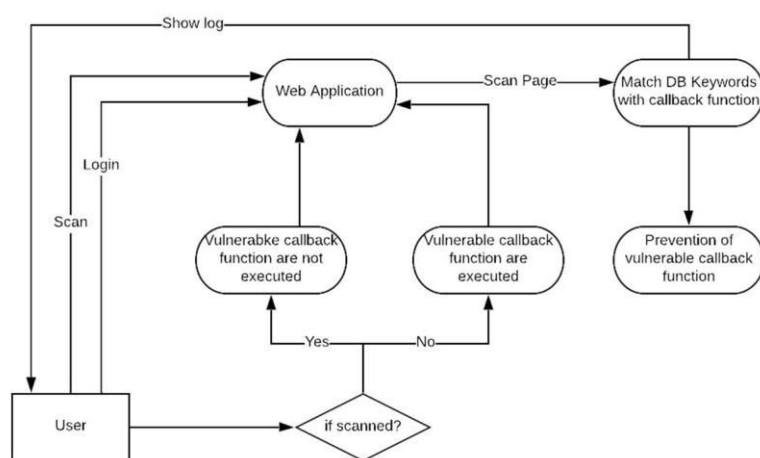 Show log
Web Application
Scan Page
Match DB Keywords
with callback function
Login
Scan
Vulnerabke callback
function are not
executed
Vulnerable callback
function are
executed
Prevention of
vulnerable callback
function
Yes
No
User
if scanned?